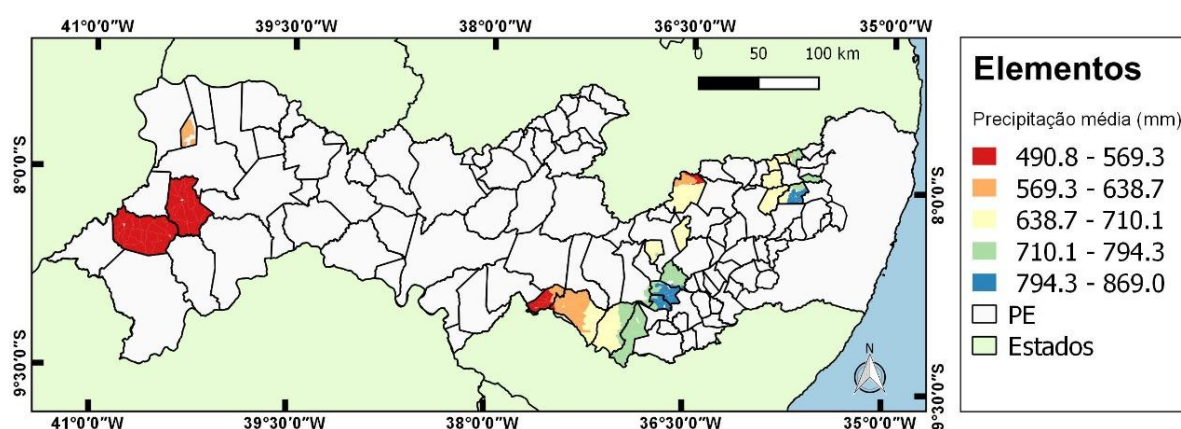 41°0'0"W 39°30'0"W 38°0'0"W 36°30'0"W 35°0'0"W
0 50 100 km
8°0'0"S 8°0'0"S
9°30'0"S 9°30'0"S
N
41°0'0"W 39°30'0"W 38°0'0"W 36°30'0"W 35°0'0"W
Elementos
Precipitação média (mm)
490.8 - 569.3
569.3 - 638.7
638.7 - 710.1
710.1 - 794.3
794.3 - 869.0
PE
Estados